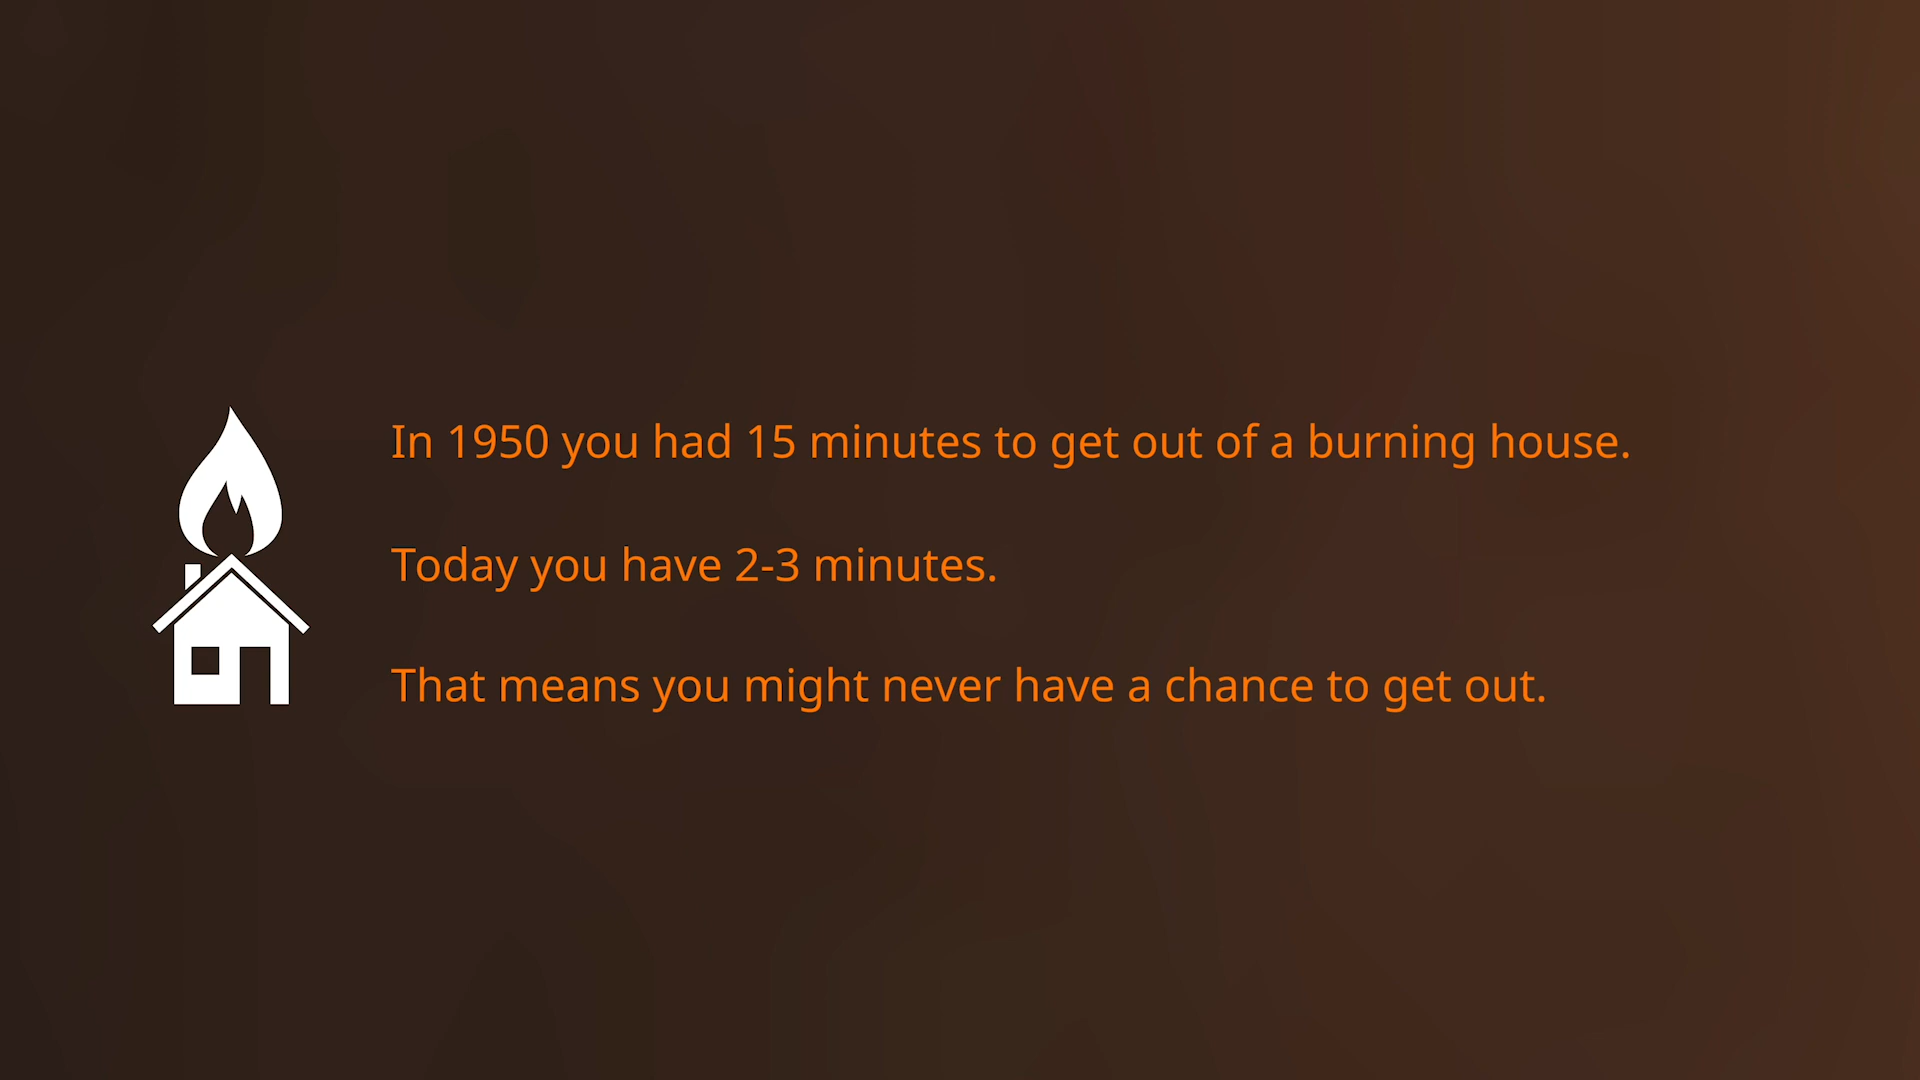 In 1950 you had 15 minutes to get out of a burning house.
Today you have 2-3 minutes.
That means you might never have a chance to get out.